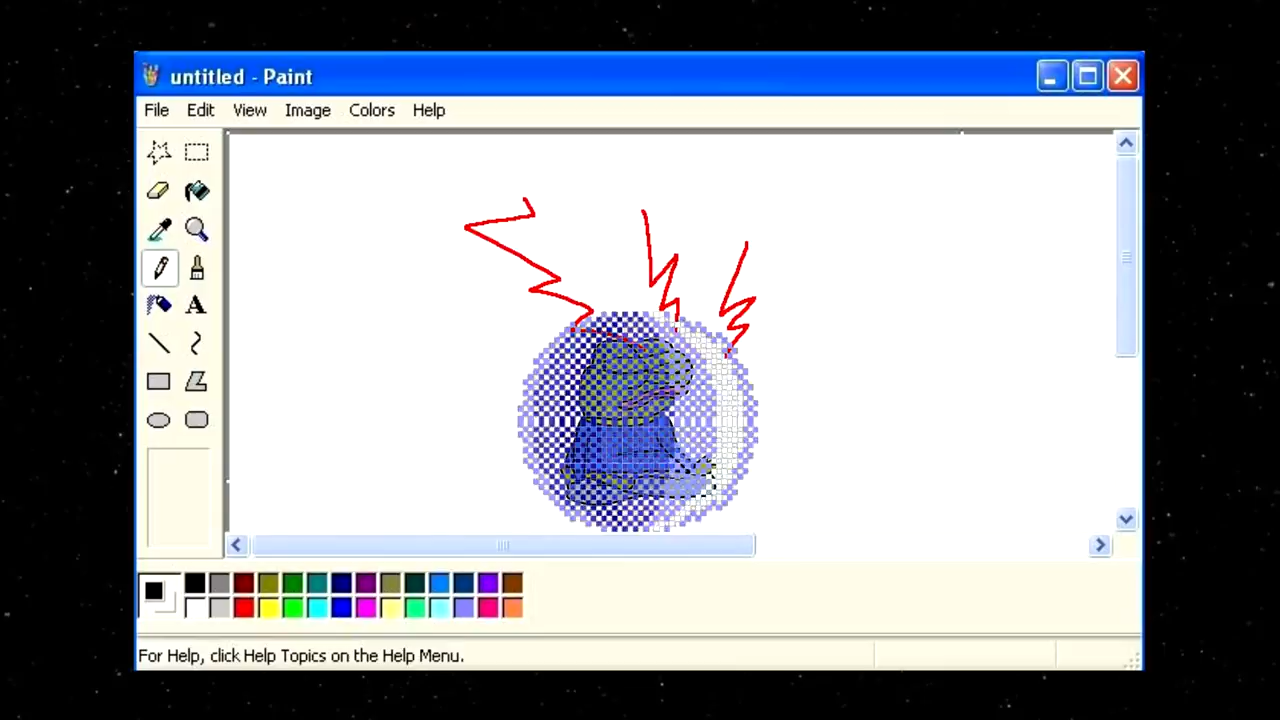 untitled - Paint
File Edit View Image Colors Help
A
For Help, click Help Topics on the Help Menu.